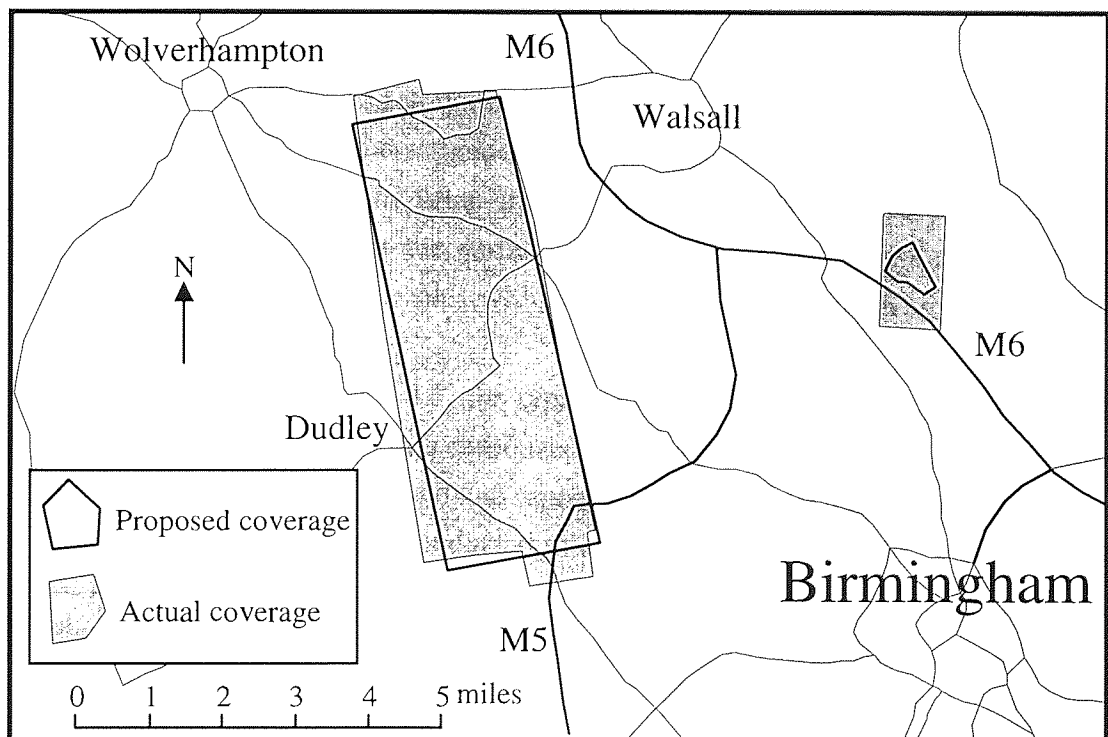 Wolverhampton
M6
Walsall
N
M6
Dudley
Proposed coverage
Actual coverage
Birmingham
M5
0 1 2 3 4 5 miles